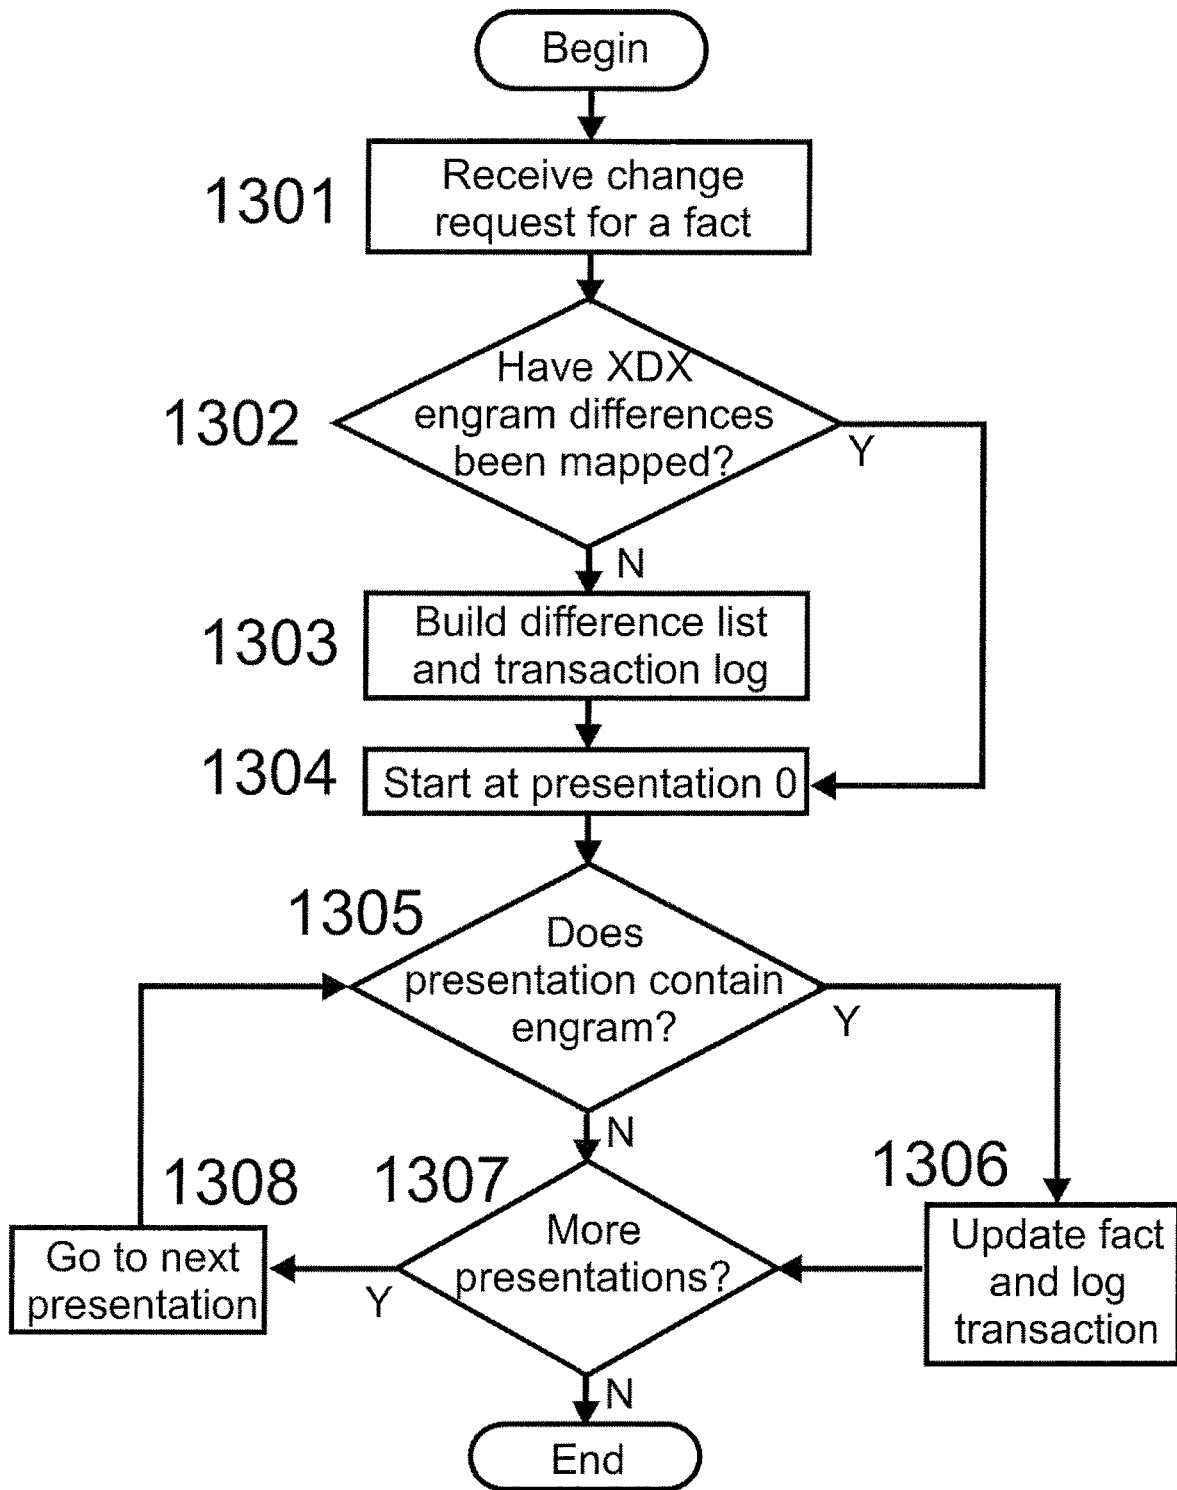 Begin
1301
Receive change
request for a fact
1302
Have XDX
engram differences
been mapped?
Y
N
1303
Build difference list
and transaction log
1304
Start at presentation 0
1305
Does
presentation contain
engram?
Y
N
1308
1307
1306
Go to next
presentation
More
presentations?
Y
Update fact
and log
transaction
N
End